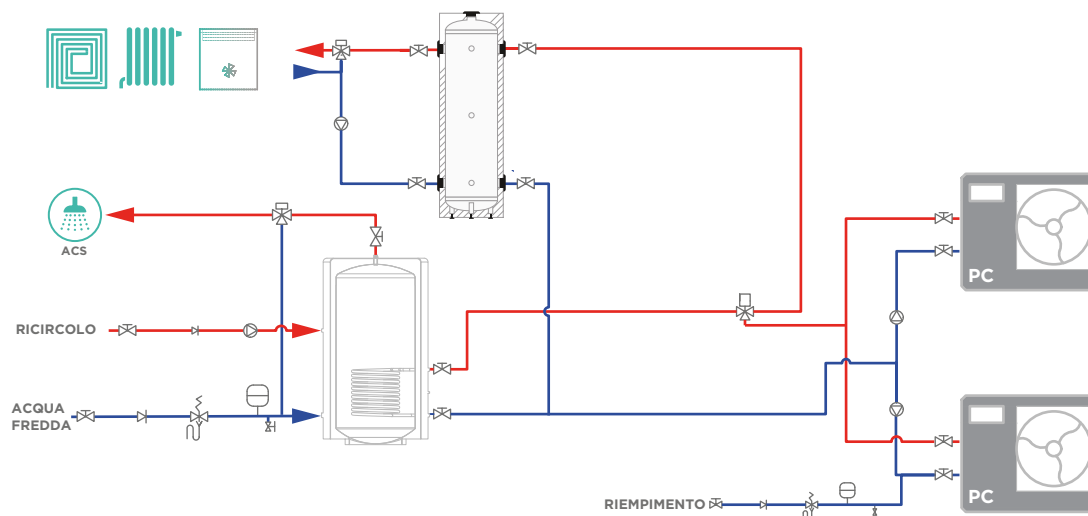 ACS
PC
RICIRCOLO
ACQUA
FREDDA
PC
RIEMPIMENTO